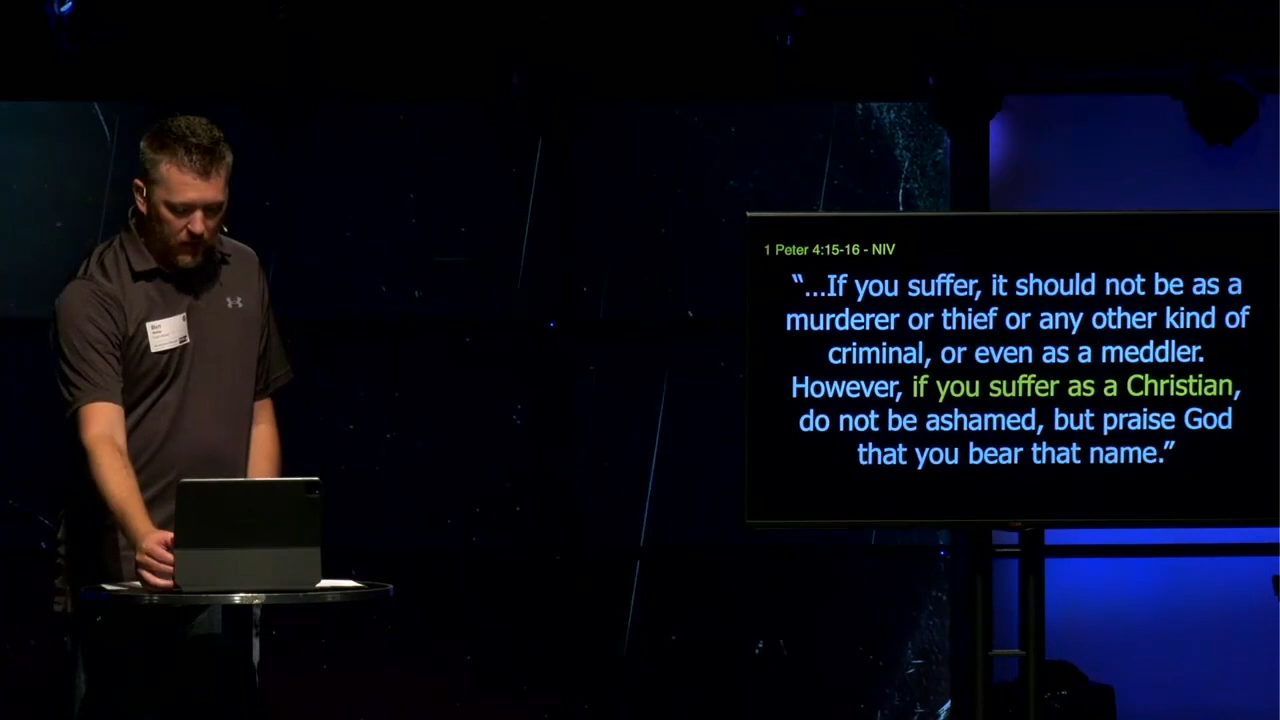 1 Peter 4:15-16 - NIV
“...If you suffer, it should not be as a
murderer or thief or any other kind of
criminal, or even as a meddler.
However, if you suffer as a Christian,
do not be ashamed, but praise God
that you bear that name.”